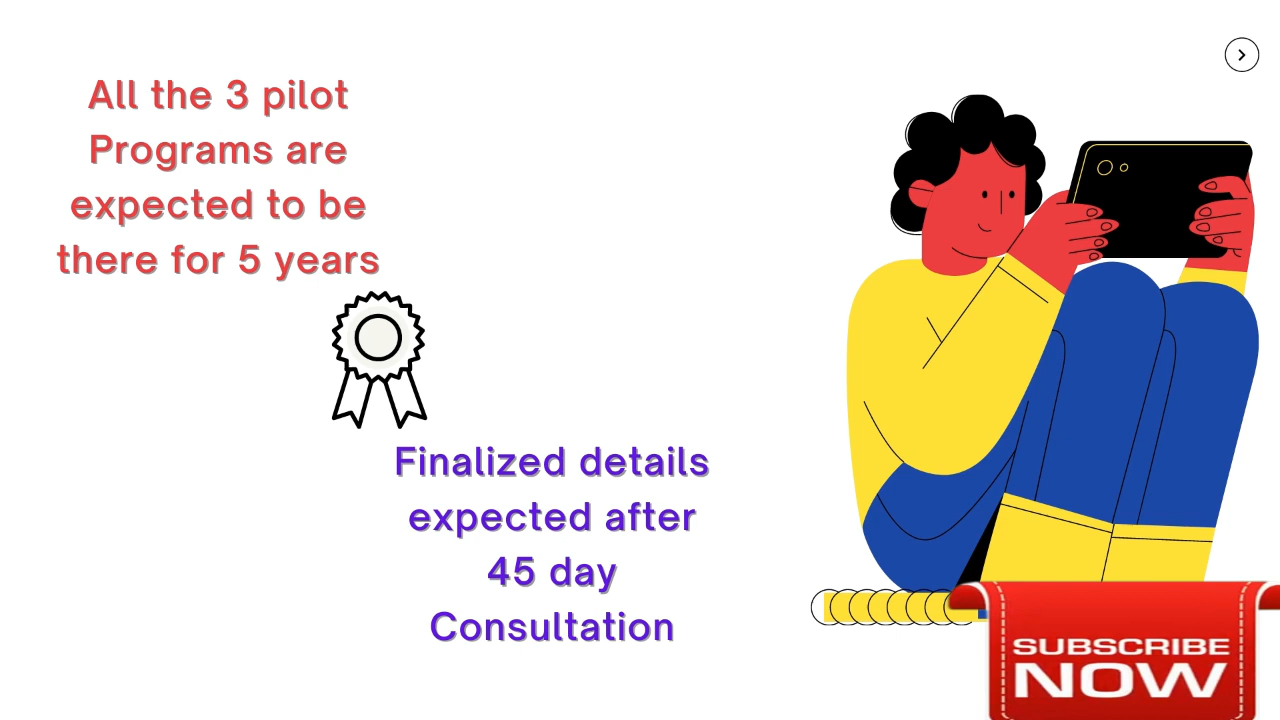 All the 3 pilot
Programs are
expected to be
there for 5 years
Finalized details
expected after
45 day
Consultation
SUBSCRIBE
NOW